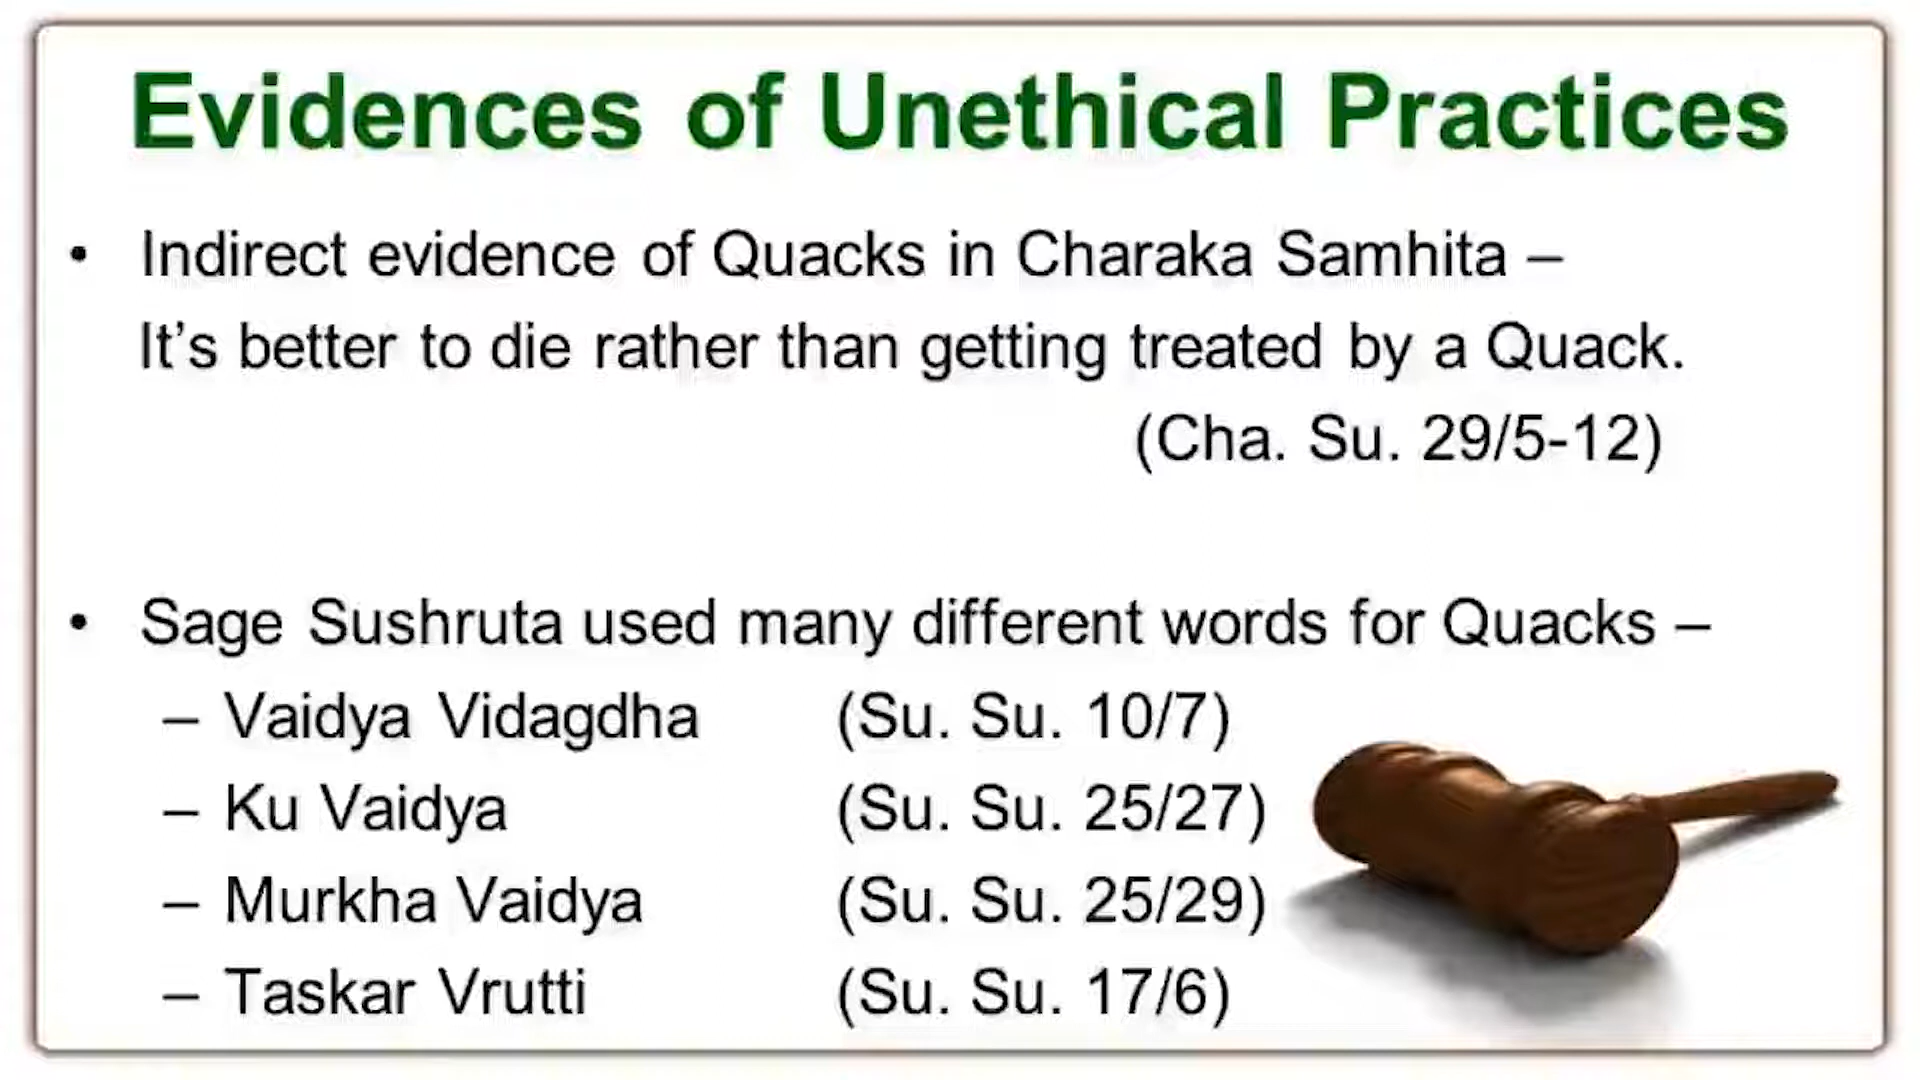 Evidences of Unethical Practices
• Indirect evidence of Quacks in Charaka Samhita –
It’s better to die rather than getting treated by a Quack.
(Cha. Su. 29/5-12)
• Sage Sushruta used many different words for Quacks –
– Vaidya Vidagdha (Su. Su. 10/7)
– Ku Vaidya (Su. Su. 25/27)
– Murkha Vaidya (Su. Su. 25/29)
– Taskar Vrutti (Su. Su. 17/6)